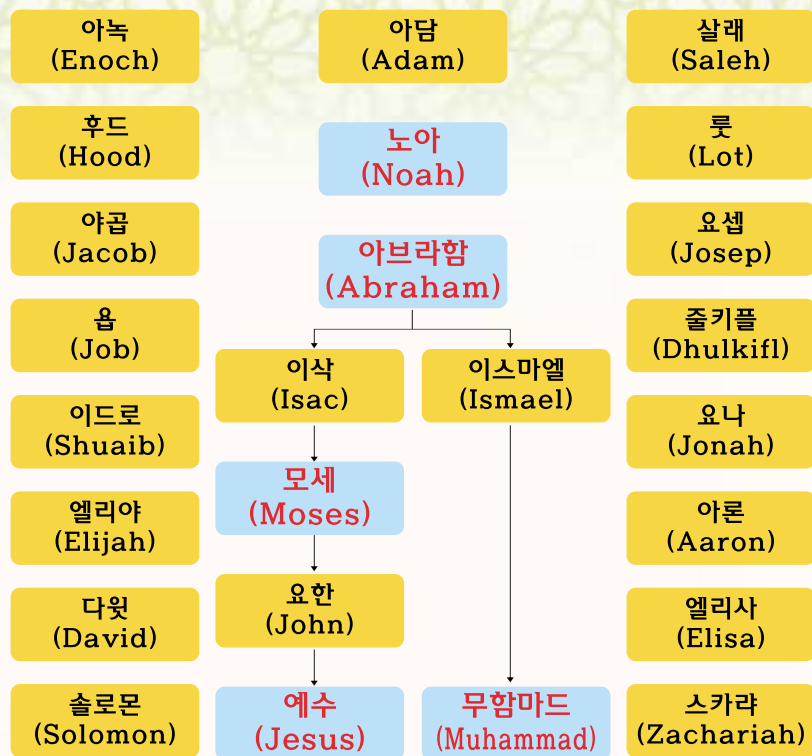 아녹
(Enoch)
아담
(Adam)
살래
(Saleh)
후드
(Hood)
노아
(Noah)
룻
(Lot)
야곱
(Jacob)
아브라함
(Abraham)
요셉
(Josep)
욥
(Job)
이삭
(Isac)
이스마엘
(Ismael)
줄키플
(Dhulkifl)
이드로
(Shuaib)
모세
(Moses)
요나
(Jonah)
엘리야
(Elijah)
요한
(John)
아론
(Aaron)
다윗
(David)
엘리사
(Elisa)
솔로몬
(Solomon)
예수
(Jesus)
무함마드
(Muhammad)
스카랴
(Zachariah)